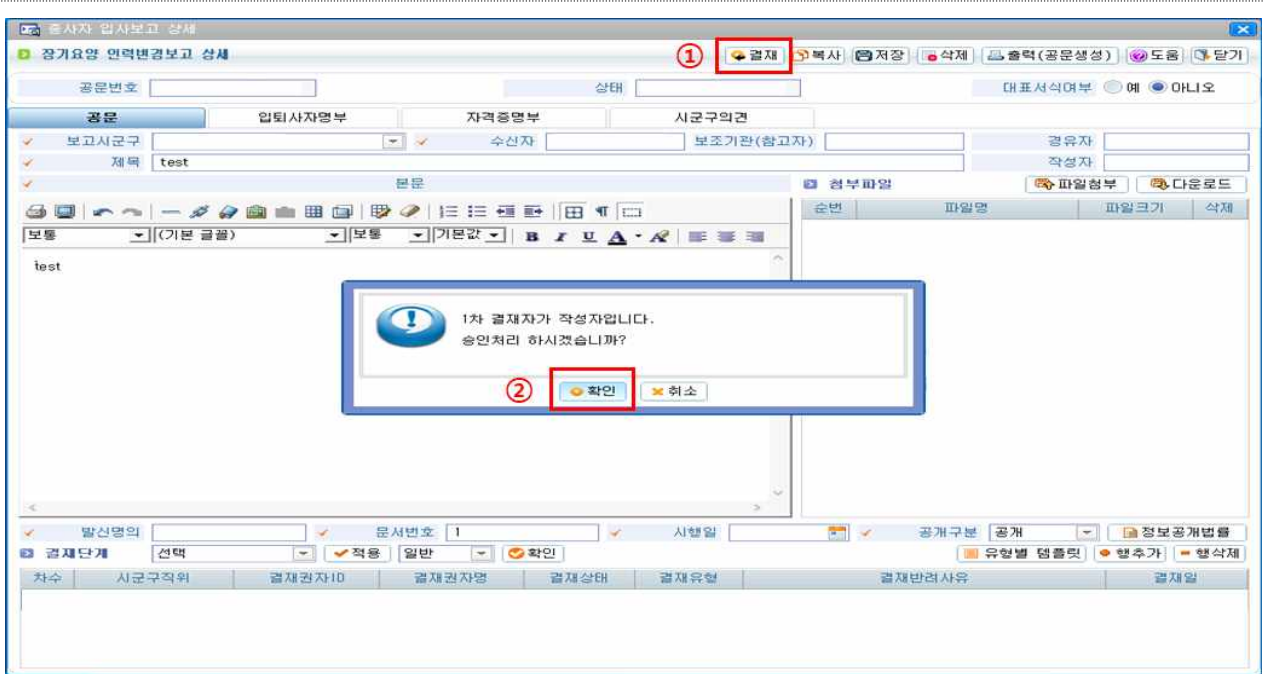 종사자 입사보고 상세
장기요양 인력변경보고 상세 ① 결재 복사 저장 삭제 출력(공문생성) 도움 닫기
공문번호 상태 대표서식여부 예 아니오
공문 입퇴사자명부 자격증명부 시군구의견
보고시군구 수신자 보조기관(참고자) 경유자
제목 test 작성자
본문 첨부파일 파일첨부 다운로드
순번 파일명 파일크기 삭제
보통 (기본 글꼴) 보통 기본값 B I U A
test
1차 결재자가 작성자입니다.
승인처리 하시겠습니까?
② 확인 취소
발신명의 문서번호 1 시행일 공개구분 공개 정보공개법률
결재단계 선택 적용 일반 확인 유형별 템플릿 행추가 행삭제
차수 시군구직위 결재권자ID 결재권자명 결재상태 결재유형 결재반려사유 결재일